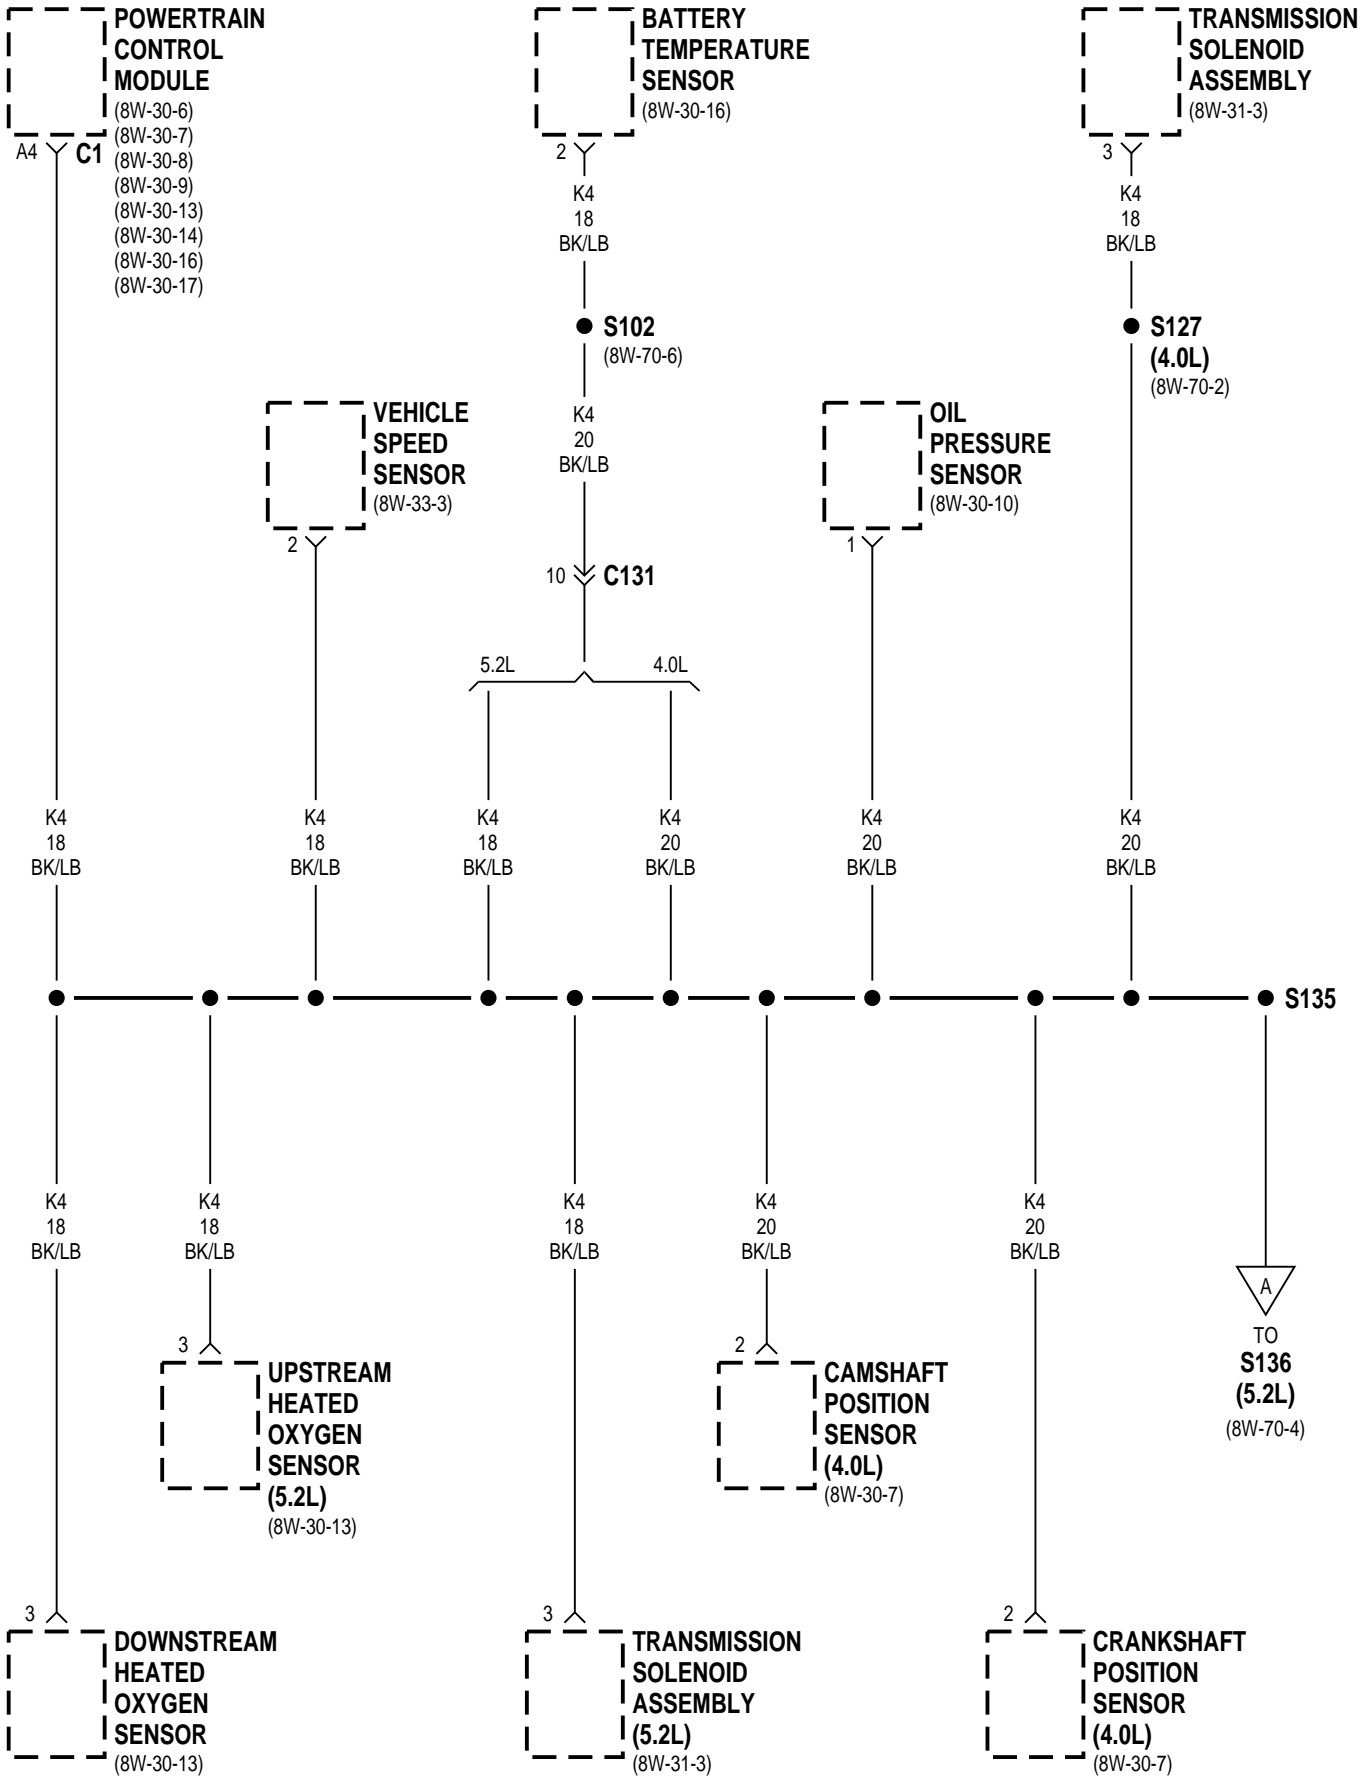 POWERTRAIN
CONTROL
MODULE
(8W-30-6)
(8W-30-7)
(8W-30-8)
(8W-30-9)
(8W-30-13)
(8W-30-14)
(8W-30-16)
(8W-30-17)
A4 C1
BATTERY
TEMPERATURE
SENSOR
(8W-30-16)
2
K4
18
BK/LB
S102
(8W-70-6)
K4
20
BK/LB
10 C131
5.2L 4.0L
TRANSMISSION
SOLENOID
ASSEMBLY
(8W-31-3)
3
K4
18
BK/LB
S127
(4.0L)
(8W-70-2)
VEHICLE
SPEED
SENSOR
(8W-33-3)
2
OIL
PRESSURE
SENSOR
(8W-30-10)
1
K4
18
BK/LB
K4
18
BK/LB
K4
18
BK/LB
K4
20
BK/LB
K4
20
BK/LB
K4
20
BK/LB
S135
K4
18
BK/LB
K4
18
BK/LB
K4
18
BK/LB
K4
20
BK/LB
K4
20
BK/LB
A
TO
S136
(5.2L)
(8W-70-4)
3
UPSTREAM
HEATED
OXYGEN
SENSOR
(5.2L)
(8W-30-13)
2
CAMSHAFT
POSITION
SENSOR
(4.0L)
(8W-30-7)
3
DOWNSTREAM
HEATED
OXYGEN
SENSOR
(8W-30-13)
3
TRANSMISSION
SOLENOID
ASSEMBLY
(5.2L)
(8W-31-3)
2
CRANKSHAFT
POSITION
SENSOR
(4.0L)
(8W-30-7)